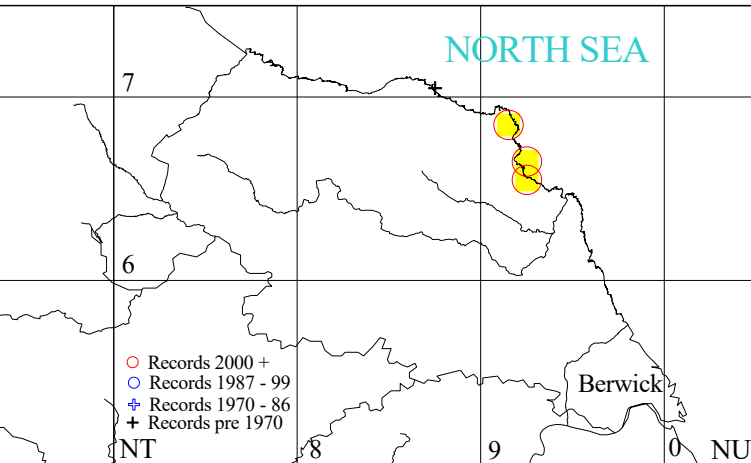 NORTH SEA
7
6
Records 2000 +
Records 1987 - 99
Records 1970 - 86
Records pre 1970
Berwick
NT 8 9 0 NU